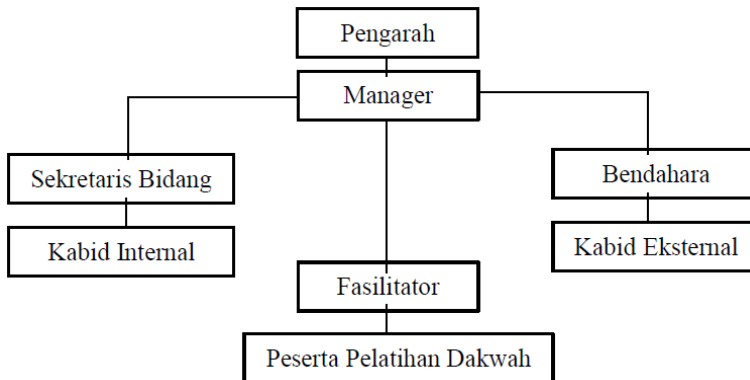 Pengarah
Manager
Sekretaris Bidang
Bendahara
Kabid Internal
Kabid Eksternal
Fasilitator
Peserta Pelatihan Dakwah